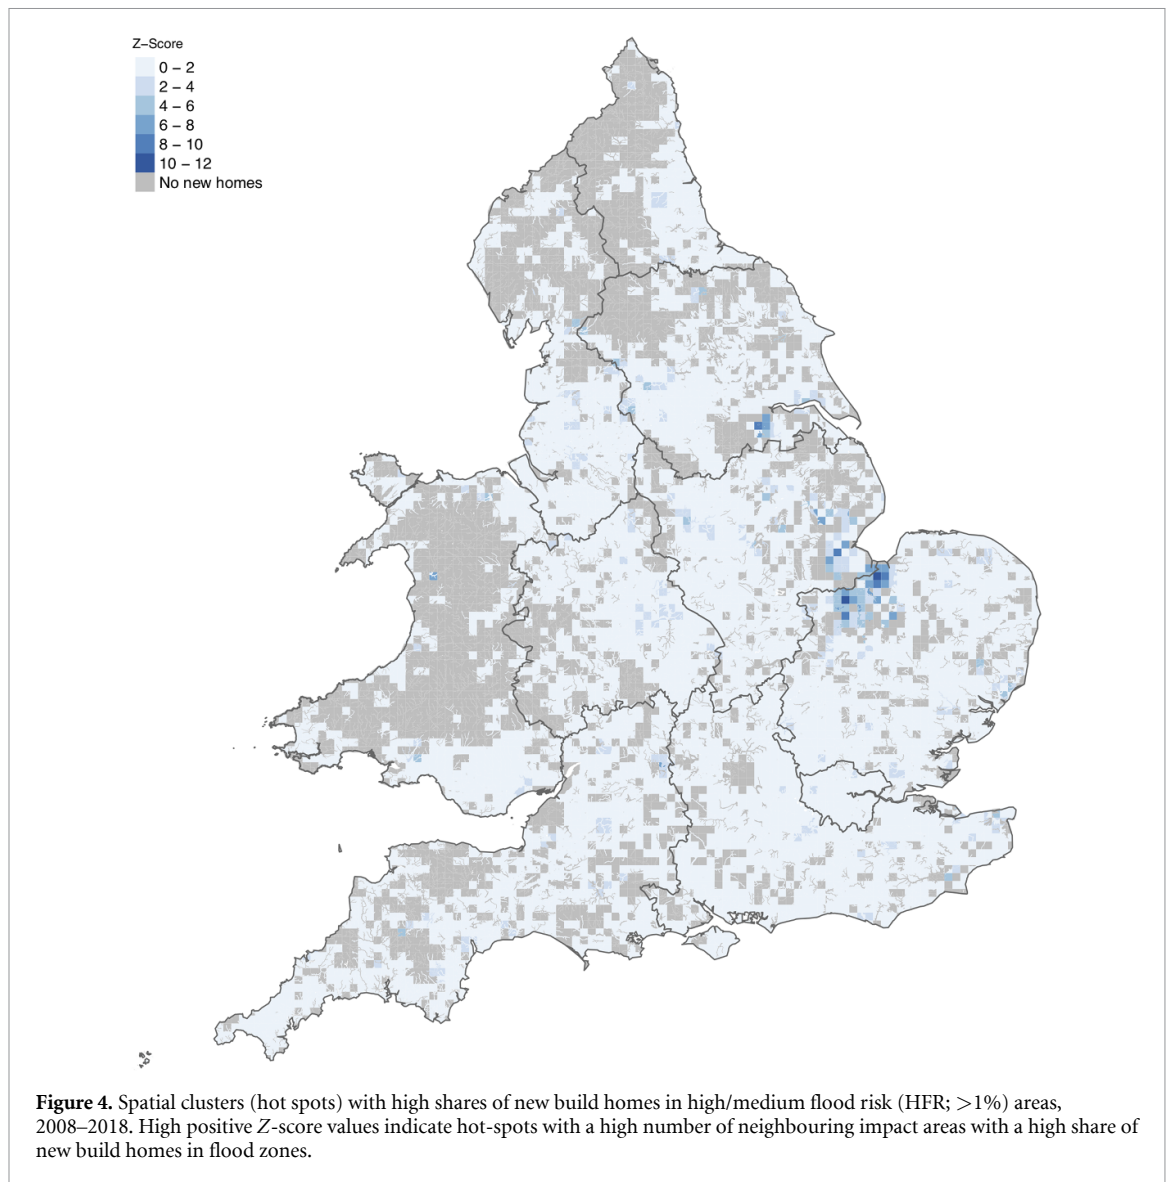 Z−Score
0 − 2
2 − 4
4 − 6
6 − 8
8 − 10
10 − 12
No new homes
Figure 4. Spatial clusters (hot spots) with high shares of new build homes in high/medium flood risk (HFR; >1%) areas,
2008–2018. High positive Z-score values indicate hot-spots with a high number of neighbouring impact areas with a high share of
new build homes in flood zones.